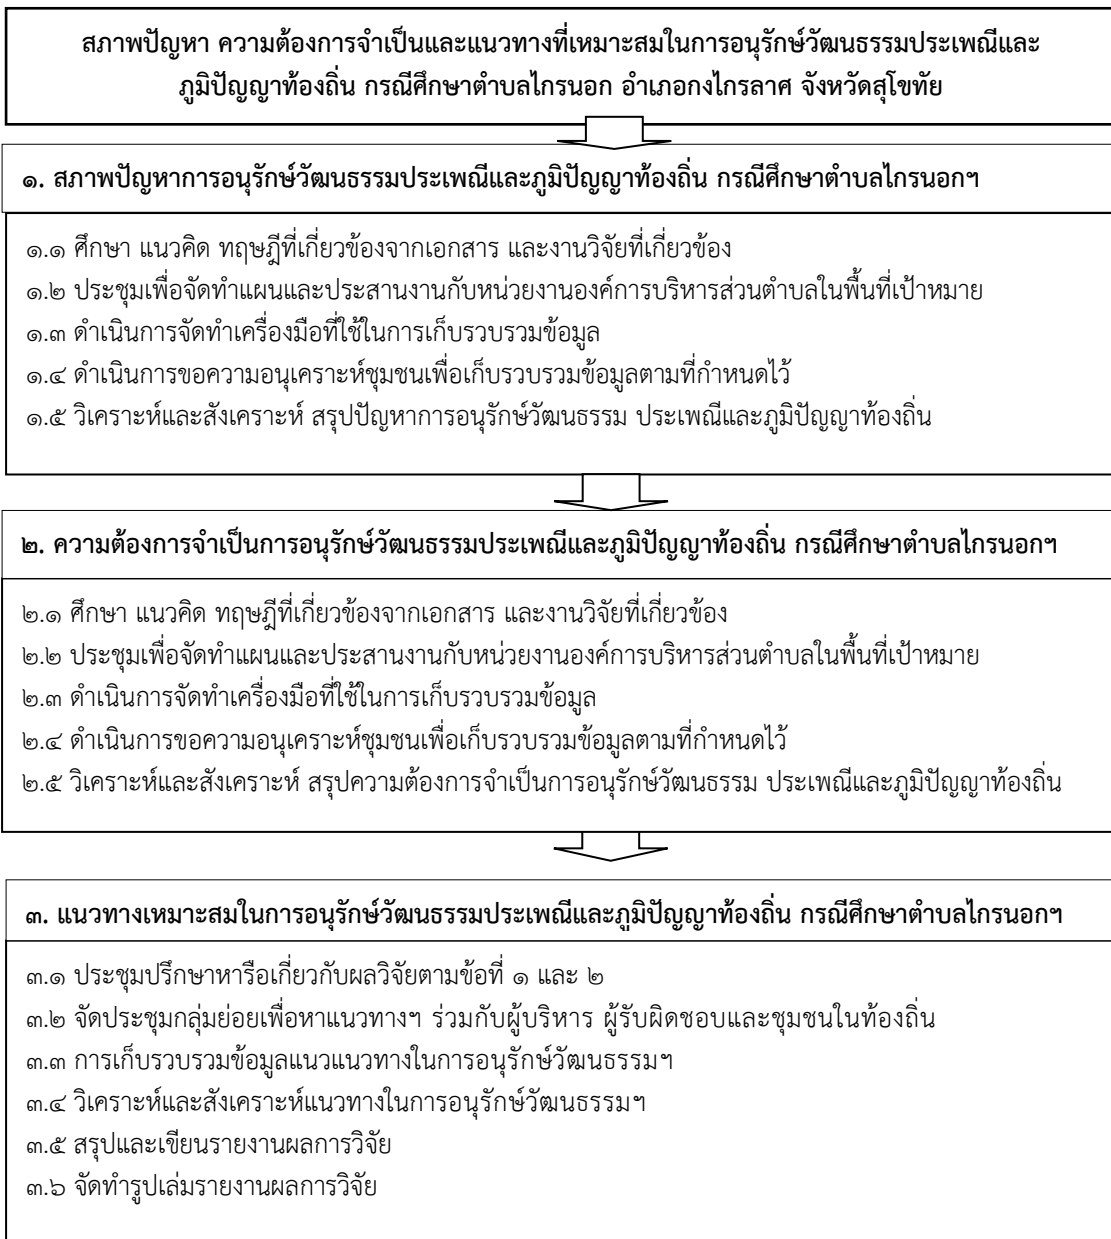 สภาพปัญหา ความต้องการจำเป็นและแนวทางที่เหมาะสมในการอนุรักษ์วัฒนธรรมประเพณีและ
ภูมิปัญญาท้องถิ่น กรณีศึกษาตำบลไกรนอก อำเภอกงไกรลาศ จังหวัดสุโขทัย
๑. สภาพปัญหาการอนุรักษ์วัฒนธรรมประเพณีและภูมิปัญญาท้องถิ่น กรณีศึกษาตำบลไกรนอกฯ
๑.๑ ศึกษา แนวคิด ทฤษฎีที่เกี่ยวข้องจากเอกสาร และงานวิจัยที่เกี่ยวข้อง
๑.๒ ประชุมเพื่อจัดทำแผนและประสานงานกับหน่วยงานองค์การบริหารส่วนตำบลในพื้นที่เป้าหมาย
๑.๓ ดำเนินการจัดทำเครื่องมือที่ใช้ในการเก็บรวบรวมข้อมูล
๑.๔ ดำเนินการขอความอนุเคราะห์ชุมชนเพื่อเก็บรวบรวมข้อมูลตามที่กำหนดไว้
๑.๕ วิเคราะห์และสังเคราะห์ สรุปปัญหาการอนุรักษ์วัฒนธรรม ประเพณีและภูมิปัญญาท้องถิ่น
๒. ความต้องการจำเป็นการอนุรักษ์วัฒนธรรมประเพณีและภูมิปัญญาท้องถิ่น กรณีศึกษาตำบลไกรนอกฯ
๒.๑ ศึกษา แนวคิด ทฤษฎีที่เกี่ยวข้องจากเอกสาร และงานวิจัยที่เกี่ยวข้อง
๒.๒ ประชุมเพื่อจัดทำแผนและประสานงานกับหน่วยงานองค์การบริหารส่วนตำบลในพื้นที่เป้าหมาย
๒.๓ ดำเนินการจัดทำเครื่องมือที่ใช้ในการเก็บรวบรวมข้อมูล
๒.๔ ดำเนินการขอความอนุเคราะห์ชุมชนเพื่อเก็บรวบรวมข้อมูลตามที่กำหนดไว้
๒.๕ วิเคราะห์และสังเคราะห์ สรุปความต้องการจำเป็นการอนุรักษ์วัฒนธรรม ประเพณีและภูมิปัญญาท้องถิ่น
๓. แนวทางเหมาะสมในการอนุรักษ์วัฒนธรรมประเพณีและภูมิปัญญาท้องถิ่น กรณีศึกษาตำบลไกรนอกฯ
๓.๑ ประชุมปรึกษาหารือเกี่ยวกับผลวิจัยตามข้อที่ ๑ และ ๒
๓.๒ จัดประชุมกลุ่มย่อยเพื่อหาแนวทางฯ ร่วมกับผู้บริหาร ผู้รับผิดชอบและชุมชนในท้องถิ่น
๓.๓ การเก็บรวบรวมข้อมูลแนวแนวทางในการอนุรักษ์วัฒนธรรมฯ
๓.๔ วิเคราะห์และสังเคราะห์แนวทางในการอนุรักษ์วัฒนธรรมฯ
๓.๕ สรุปและเขียนรายงานผลการวิจัย
๓.๖ จัดทำรูปเล่มรายงานผลการวิจัย